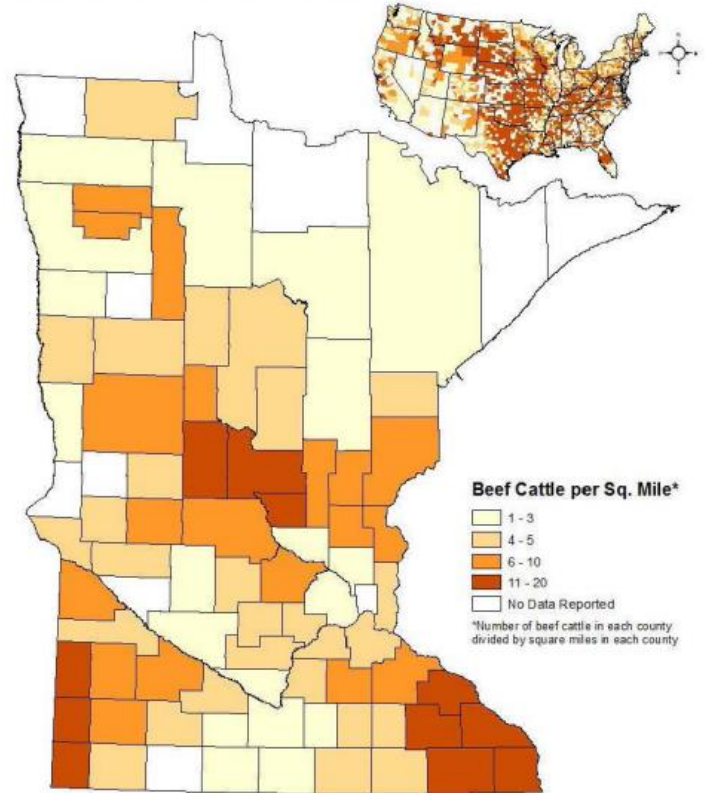 Beef Cattle per Sq. Mile*
1 - 3
4 - 5
6 - 10
11 - 20
No Data Reported
*Number of beef cattle in each county
divided by square miles in each county